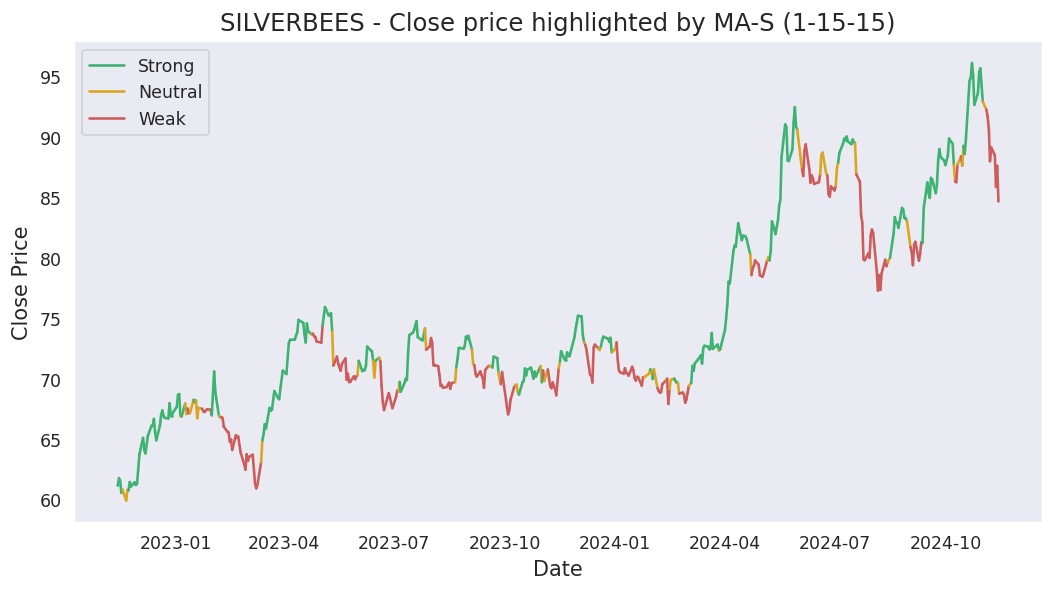 SILVERBEES - Close price highlighted by MA-S (1-15-15)
Strong
Neutral
Weak
Close Price
95
90
85
80
75
70
65
60
2023-01 2023-04 2023-07 2023-10 2024-01 2024-04 2024-07 2024-10
Date